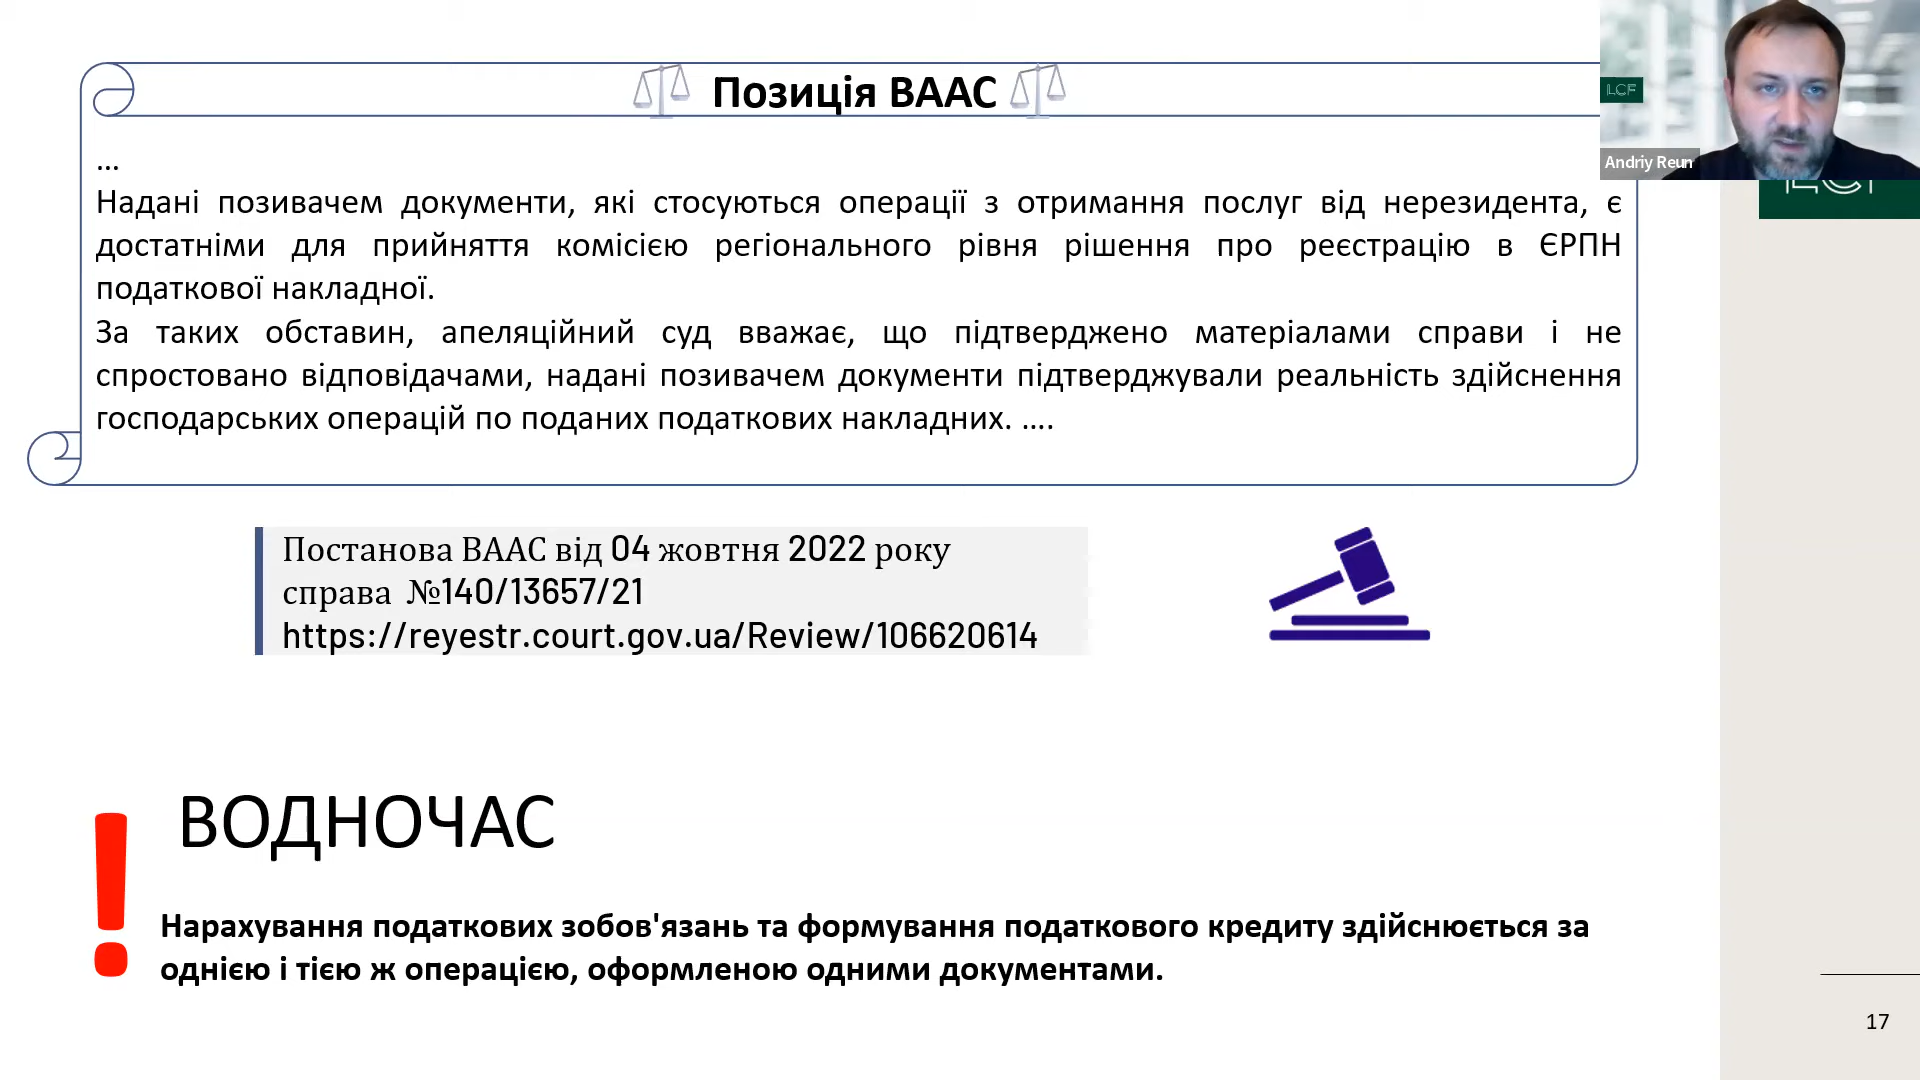 Позиція ВААС
LCF
Andriy Reun
LCF
...
Надані позивачем документи, які стосуються операції з отримання послуг від нерезидента, є
достатніми для прийняття комісією регіонального рівня рішення про реєстрацію в ЄРПН
податкової накладної.
За таких обставин, апеляційний суд вважає, що підтверджено матеріалами справи і не
спростовано відповідачами, надані позивачем документи підтверджували реальність здійснення
господарських операцій по поданих податкових накладних. ….
Постанова ВААС від 04 жовтня 2022 року
справа №140/13657/21
https://reyestr.court.gov.ua/Review/106620614
ВОДНОЧАС
!
Нарахування податкових зобов'язань та формування податкового кредиту здійснюється за
однією і тією ж операцією, оформленою одними документами.
17